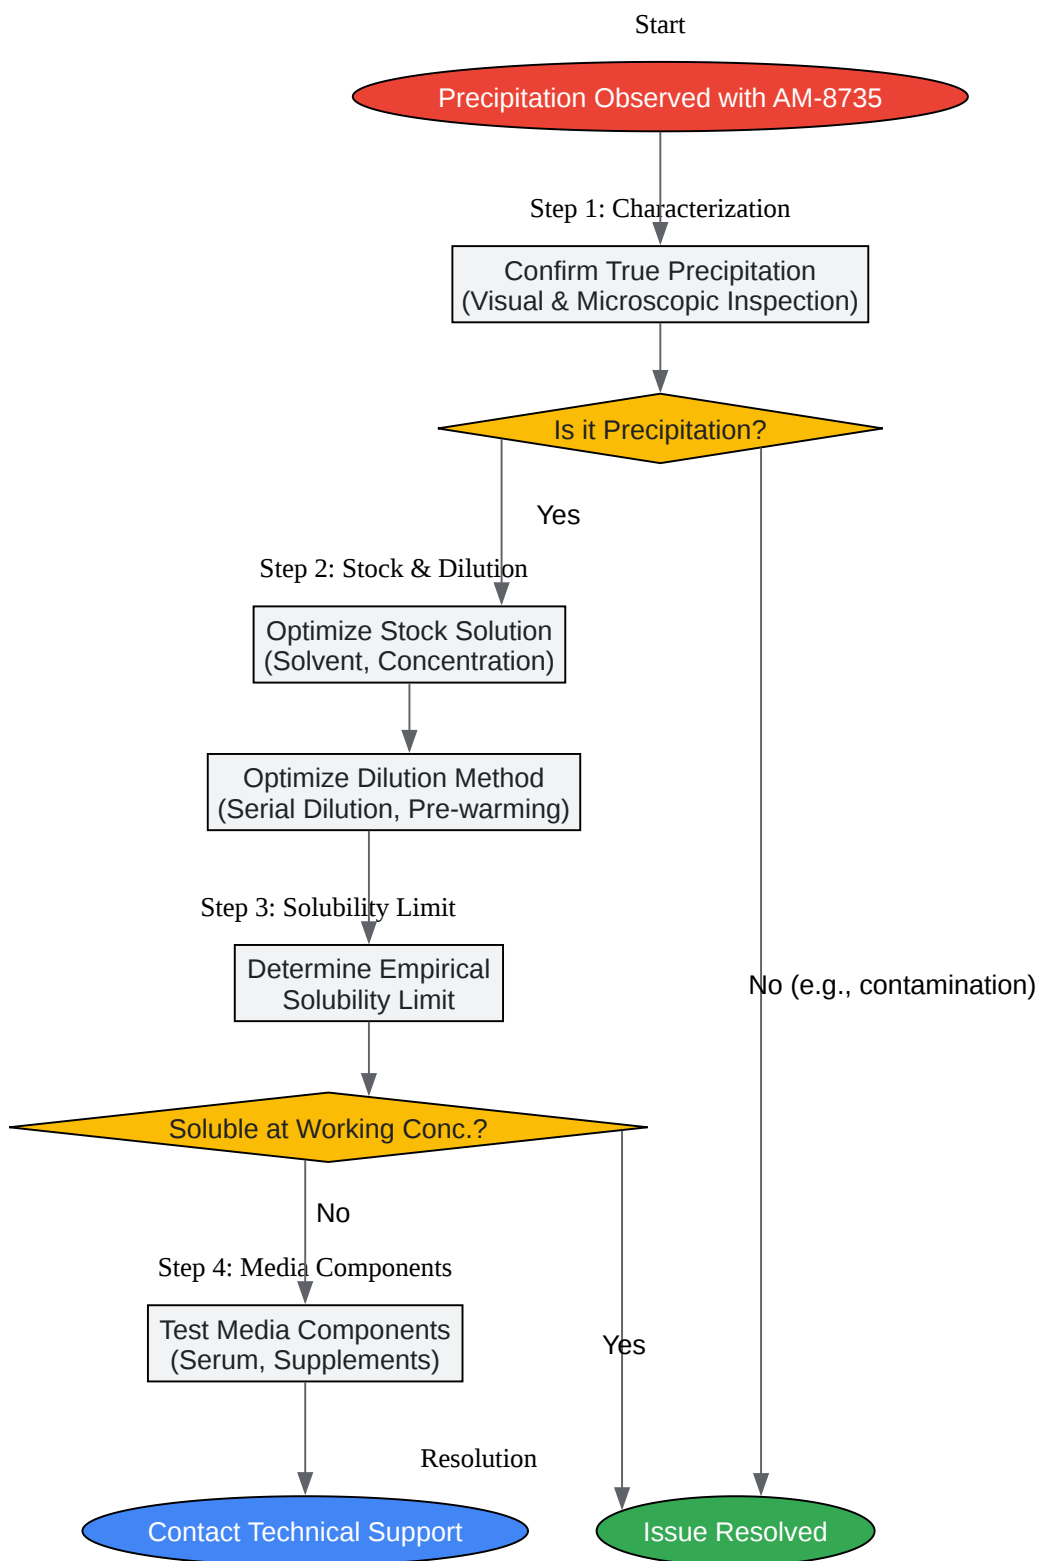 Start
Precipitation Observed with AM-8735
Step 1: Characterization
Confirm True Precipitation
(Visual & Microscopic Inspection)
Is it Precipitation?
Yes
Step 2: Stock & Dilution
Optimize Stock Solution
(Solvent, Concentration)
Optimize Dilution Method
(Serial Dilution, Pre-warming)
Step 3: Solubility Limit
Determine Empirical
Solubility Limit
No (e.g., contamination)
Soluble at Working Conc.?
No
Step 4: Media Components
Test Media Components
(Serum, Supplements)
Yes
Resolution
Contact Technical Support
Issue Resolved